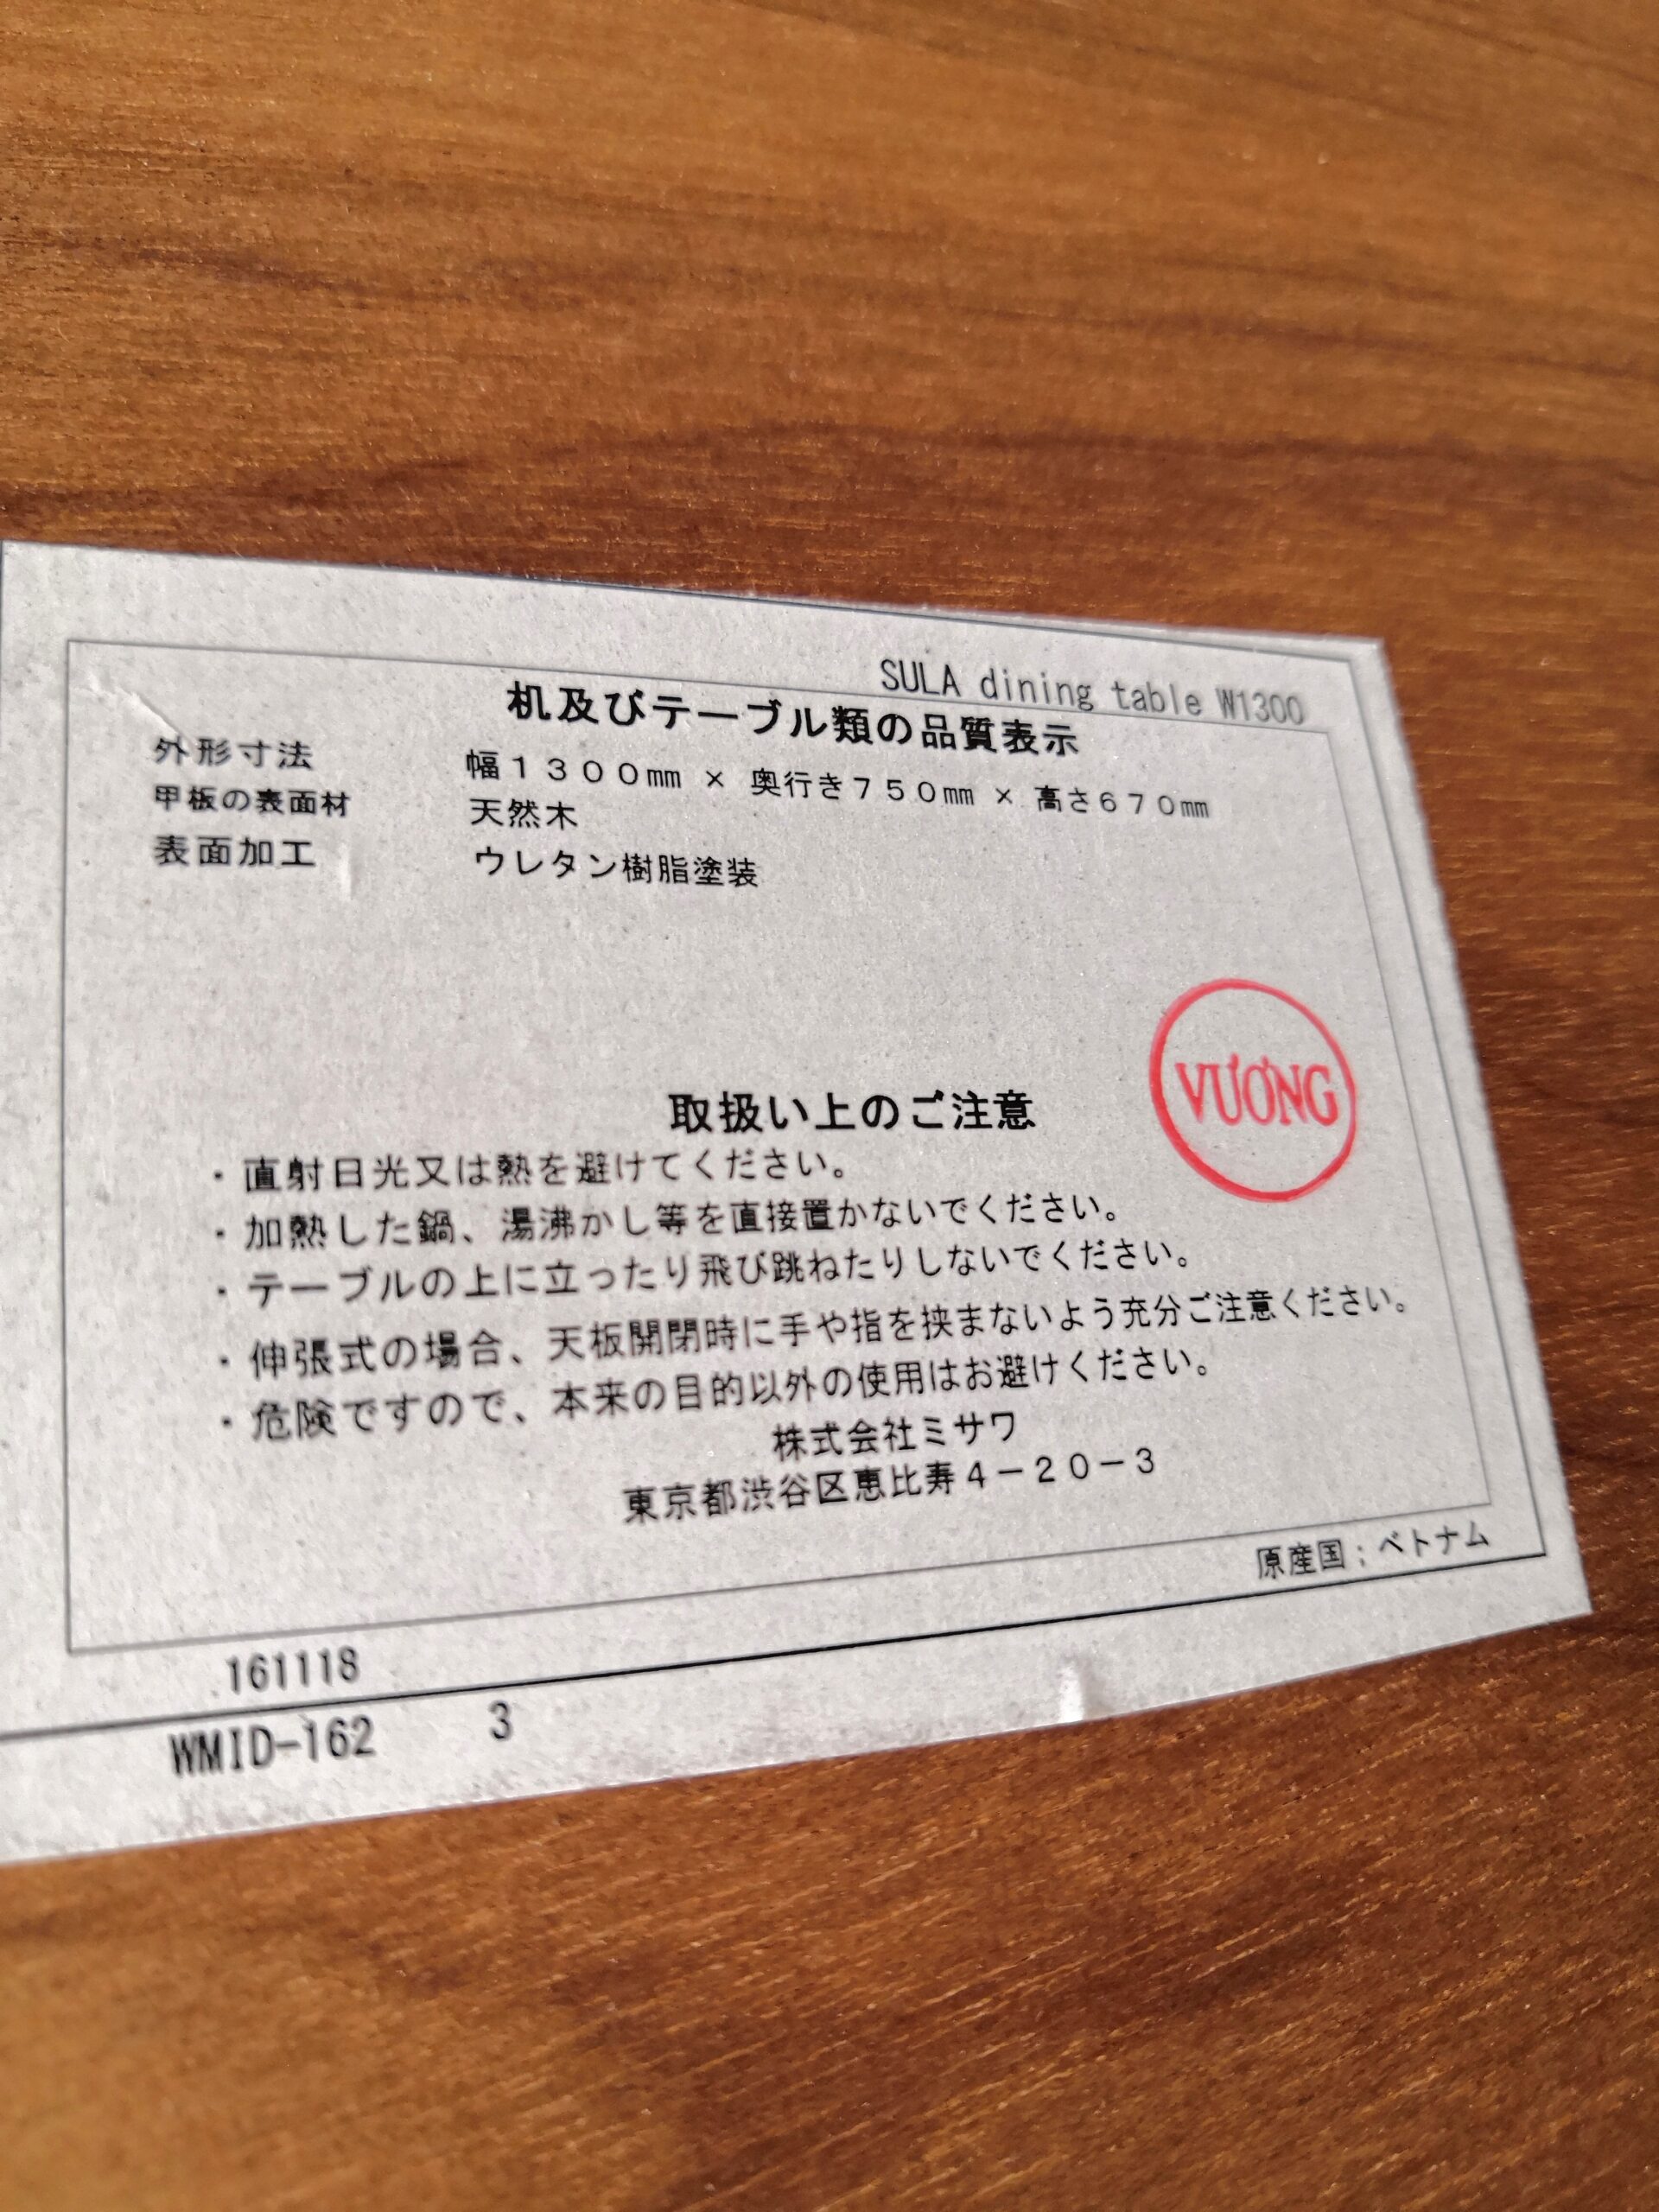 SULA dining table W1300
机及びテーブル類の品質表示
外形寸法 幅１３００㎜ × 奥行き７５０㎜ × 高さ６７０㎜
甲板の表面材 天然木
表面加工 ウレタン樹脂塗装
VƯƠNG
取扱い上のご注意
・直射日光又は熱を避けてください。
・加熱した鍋、湯沸かし等を直接置かないでください。
・テーブルの上に立ったり飛び跳ねたりしないでください。
・伸張式の場合、天板開閉時に手や指を挟まないよう充分ご注意ください。
・危険ですので、本来の目的以外の使用はお避けください。
株式会社ミサワ
東京都渋谷区恵比寿４－２０－３
原産国；ベトナム
161118
WMID-162 3